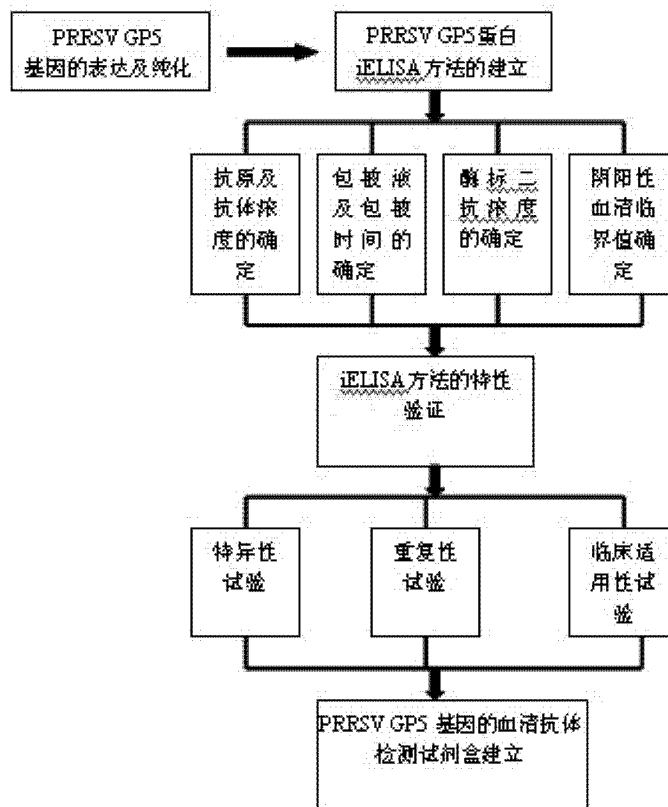 PRRSV GP5
基因的表达及纯化
PRRSV GP5蛋白
iELISA方法的建立
抗原及
抗体浓
度的确
定
包被液
及包被
时间的
确定
酶标二
抗浓度
的确定
阴阳性
血清临
界值确
定
iELISA方法的特性
验证
特异性
试验
重复性
试验
临床适
用性试
验
PRRSV GP5 基因的血清抗体
检测试剂盒建立